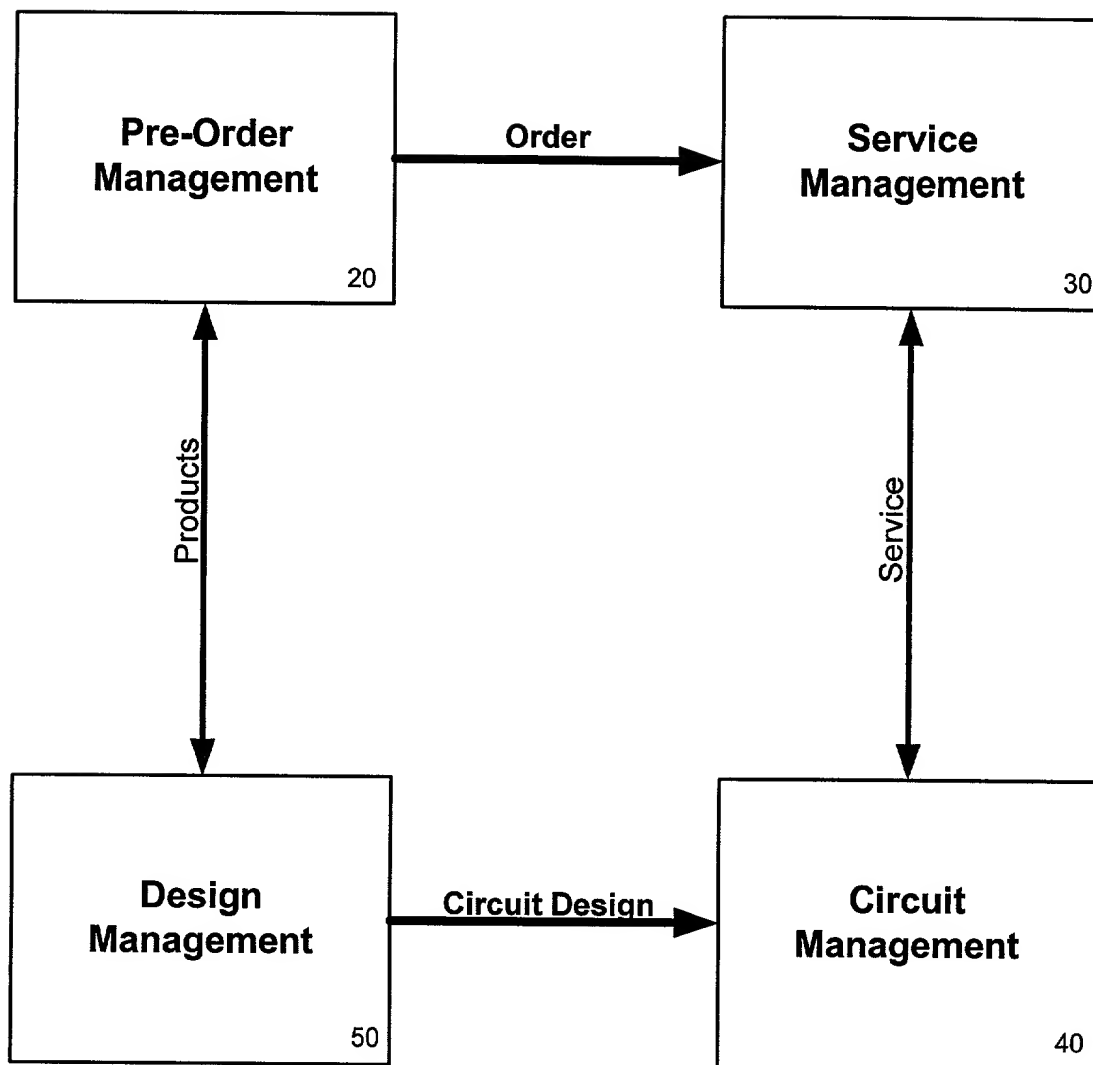 Pre-Order
Management
20
Order
Service
Management
30
Products
Service
Design
Management
50
Circuit Design
Circuit
Management
40